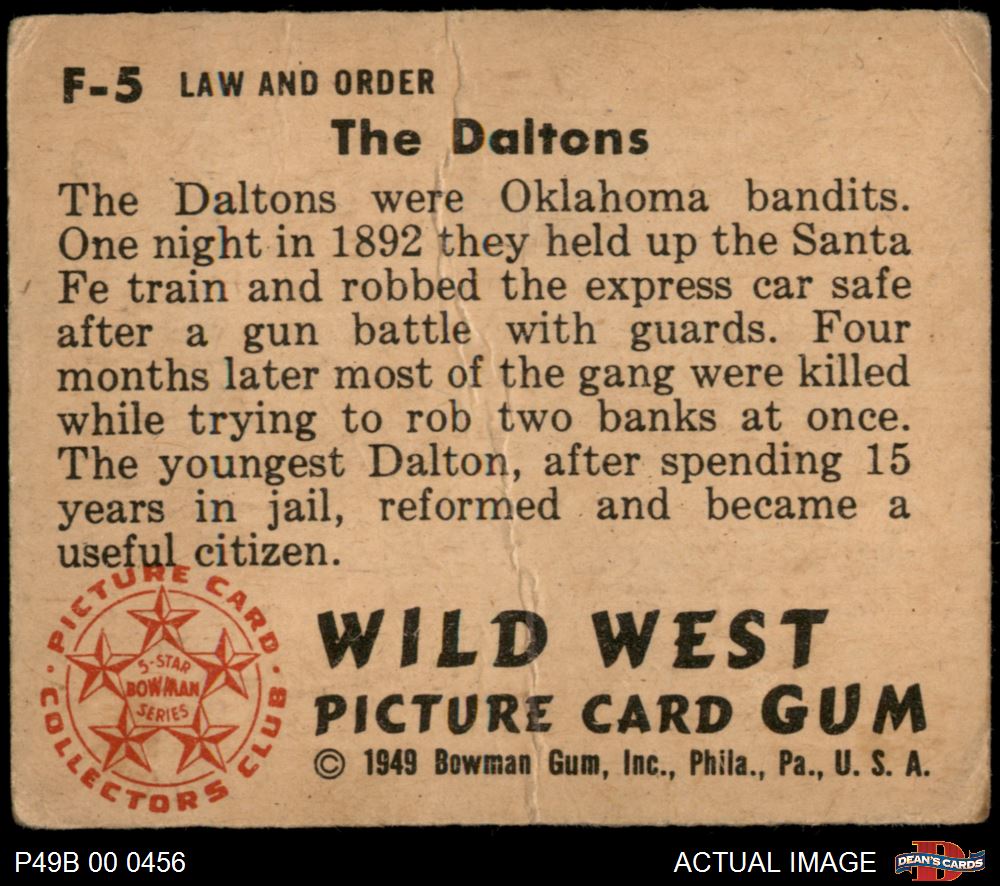 F-5 LAW AND ORDER
The Daltons
The Daltons were Oklahoma bandits.
One night in 1892 they held up the Santa
Fe train and robbed the express car safe
after a gun battle with guards. Four
months later most of the gang were killed
while trying to rob two banks at once.
The youngest Dalton, after spending 15
years in jail, reformed and became a
useful citizen.
PICTURE CARD
COLLECTORS CLUB
5-STAR
BOWMAN
SERIES
WILD WEST
PICTURE CARD GUM
© 1949 Bowman Gum, Inc., Phila., Pa., U. S. A.
P49B 00 0456
ACTUAL IMAGE
D
DEAN'S CARDS